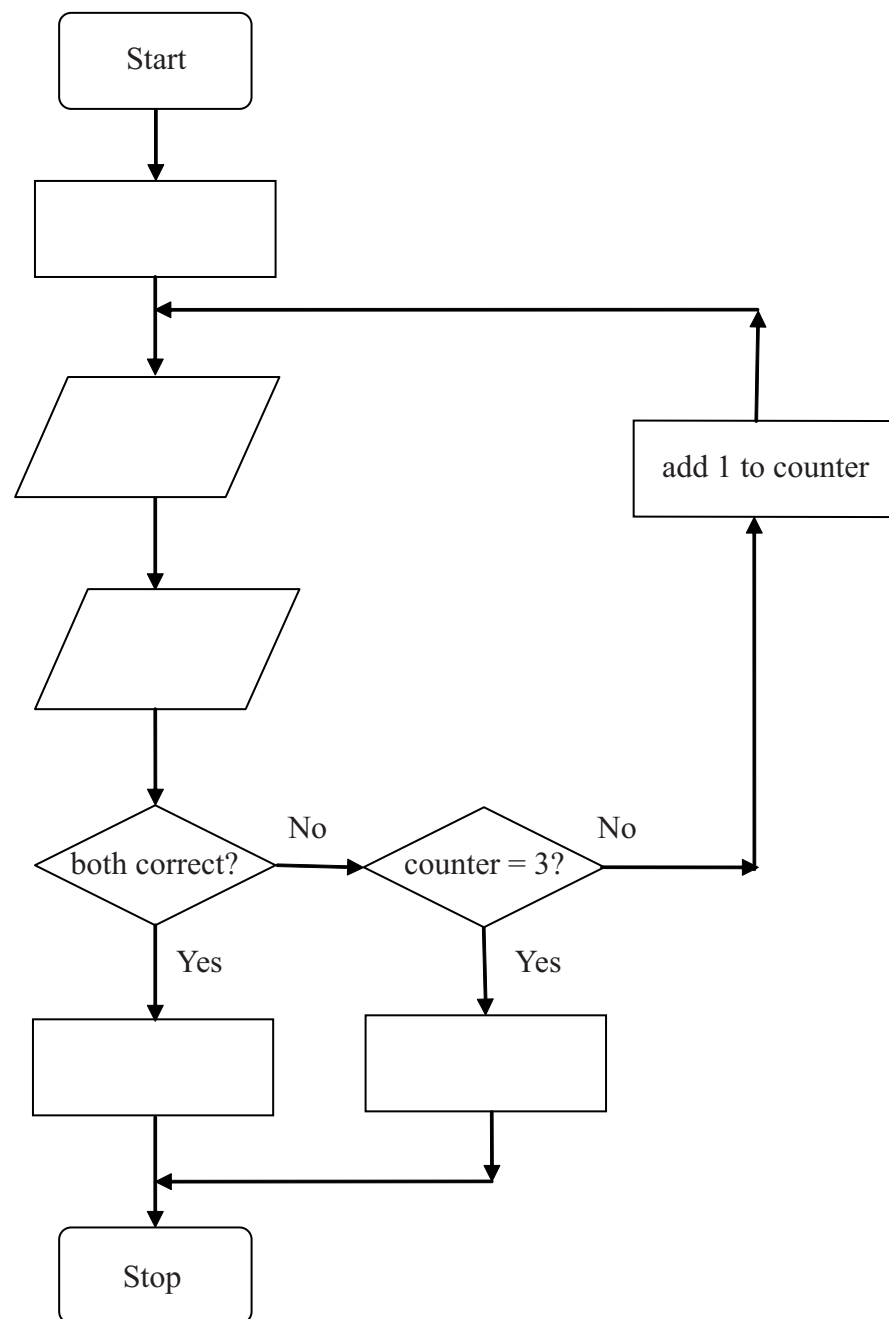 Start
add 1 to counter
both correct?
No
counter = 3?
No
Yes
Yes
Stop